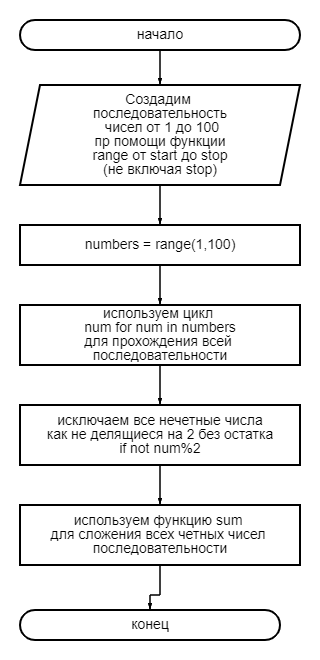 начало
Создадим
последовательность
чисел от 1 до 100
пр помощи функции
range от start до stop
(не включая stop)
numbers = range(1,100)
используем цикл
num for num in numbers
для прохождения всей
последовательности
исключаем все нечетные числа
как не делящиеся на 2 без остатка
if not num%2
используем функцию sum
для сложения всех четных чисел
последовательности
конец